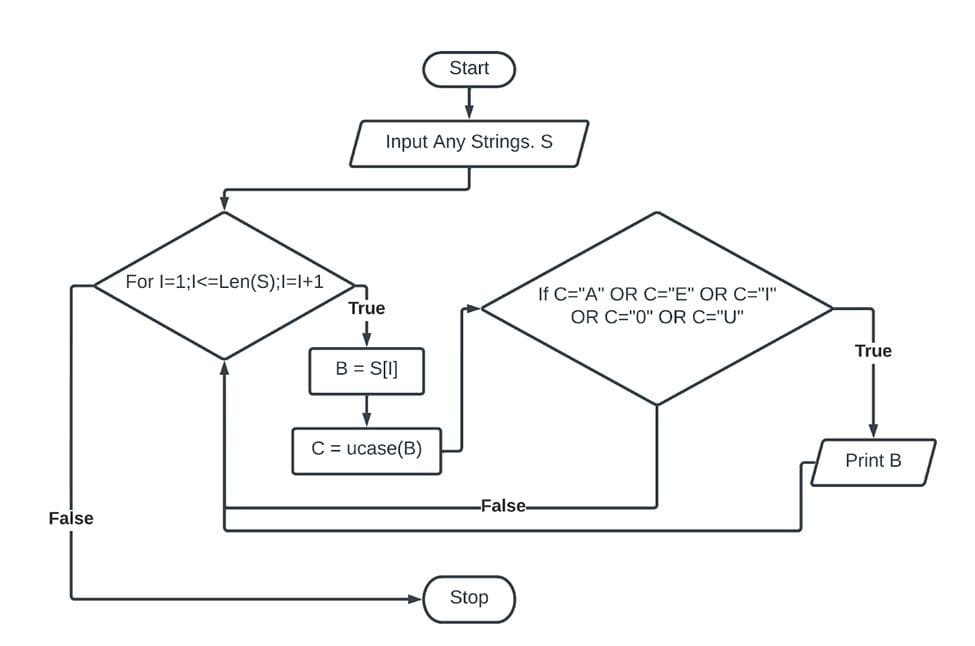 Start
Input Any Strings. S
For I=1;I<=Len(S);I=I+1
True
B = S[I]
C = ucase(B)
If C="A" OR C="E" OR C="I"
OR C="0" OR C="U"
True
Print B
False
False
Stop